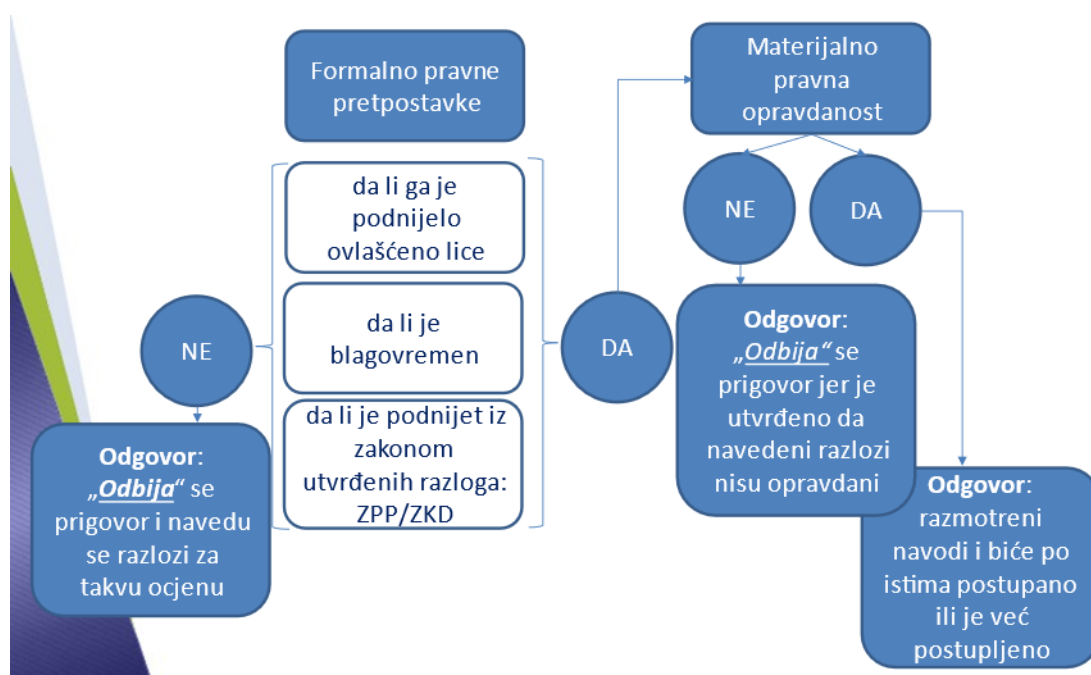 Formalno pravne
pretpostavke
da li ga je
podnijelo
ovlašćeno lice
da li je
blagovremen
da li je podnijet iz
zakonom
utvrđenih razloga:
ZPP/ZKD
NE
Odgovor:
„Odbija“ se
prigovor i navedu
se razlozi za
takvu ocjenu
DA
Materijalno
pravna
opravdanost
NE
DA
Odgovor:
„Odbija“ se
prigovor jer je
utvrđeno da
navedeni razlozi
nisu opravdani
Odgovor:
razmotreni
navodi i biće po
istima postupano
ili je već
postupljeno